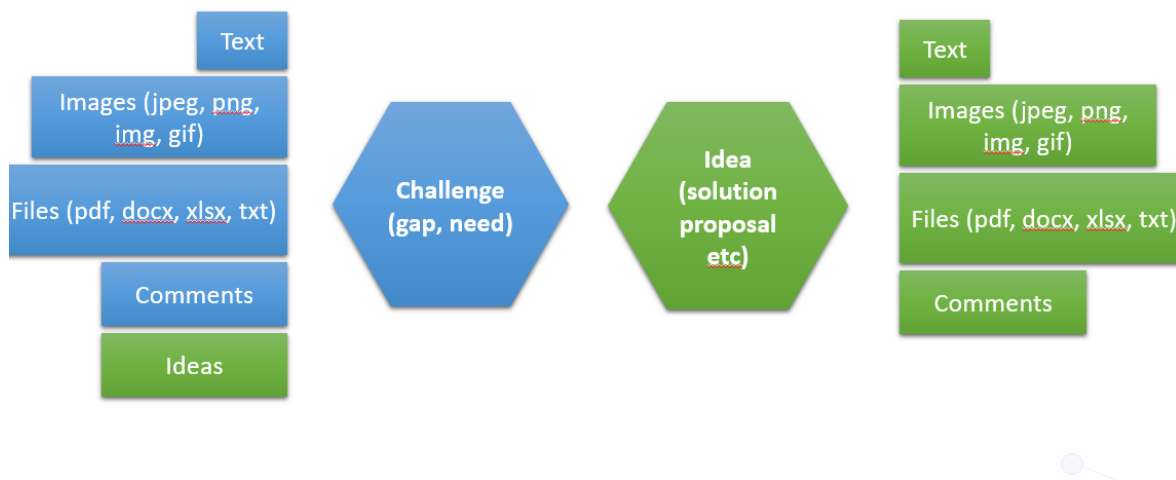 Text
Images (jpeg, png,
img, gif)
Files (pdf, docx, xlsx, txt)
Comments
Ideas
Challenge
(gap, need)
Idea
(solution
proposal
etc)
Text
Images (jpeg, png,
img, gif)
Files (pdf, docx, xlsx, txt)
Comments